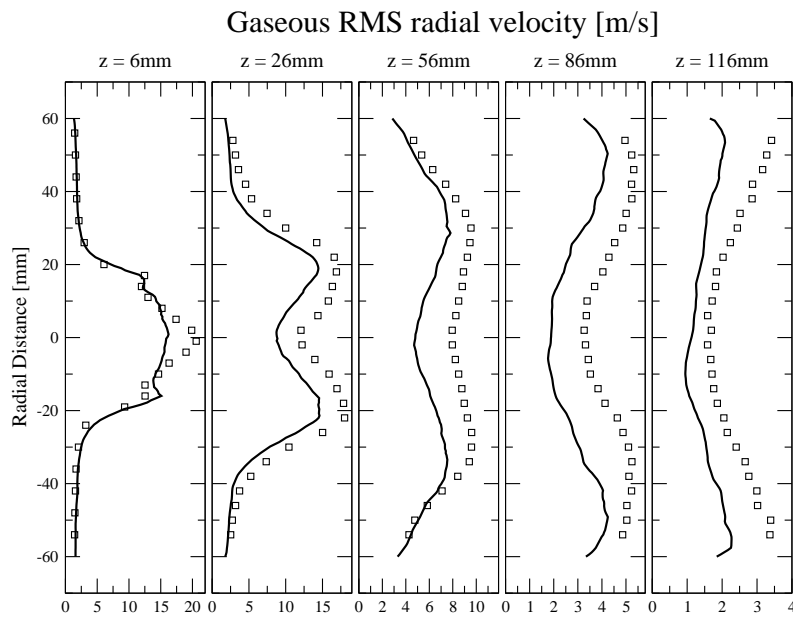 Gaseous RMS radial velocity [m/s]
z = 6mm z = 26mm z = 56mm z = 86mm z = 116mm
Radial Distance [mm]
60
40
20
0
-20
-40
-60
0 5 10 15 20 0 5 10 15 0 2 4 6 8 10 0 1 2 3 4 5 0 1 2 3 4